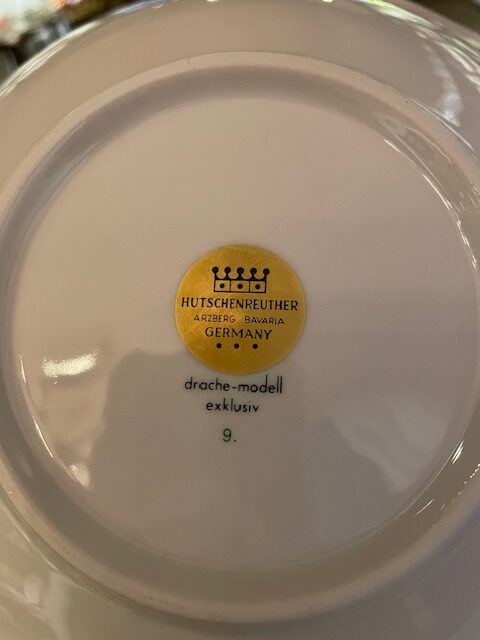 HUTSCHENREUTHER
ARZBERG BAVARIA
GERMANY
drache-modell
exklusiv
9.